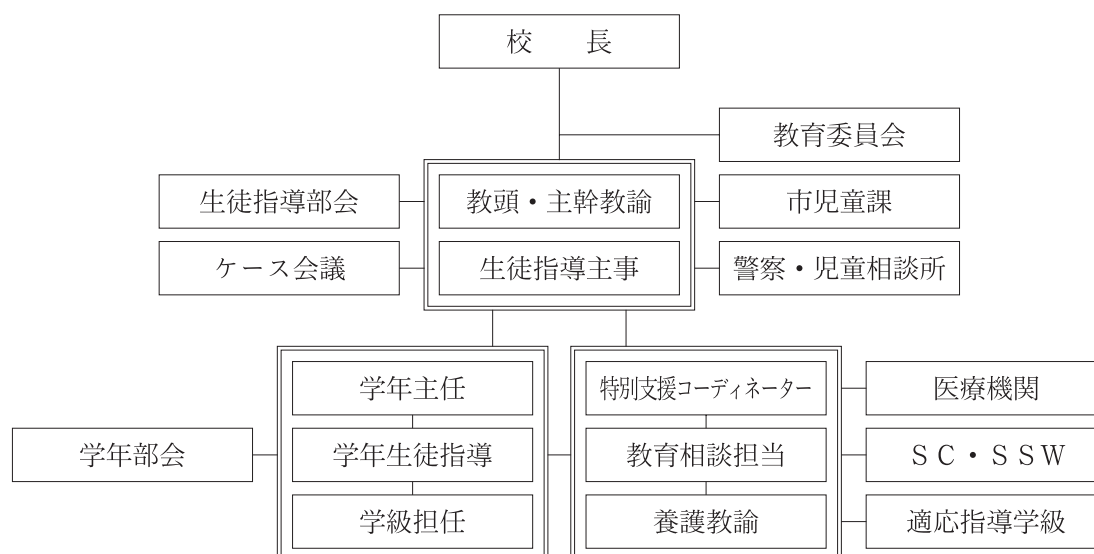 校　　長
教育委員会
生徒指導部会
教頭・主幹教諭
市児童課
ケース会議
生徒指導主事
警察・児童相談所
学年主任
特別支援コーディネーター
医療機関
学年部会
学年生徒指導
教育相談担当
ＳＣ・ＳＳＷ
学級担任
養護教諭
適応指導学級